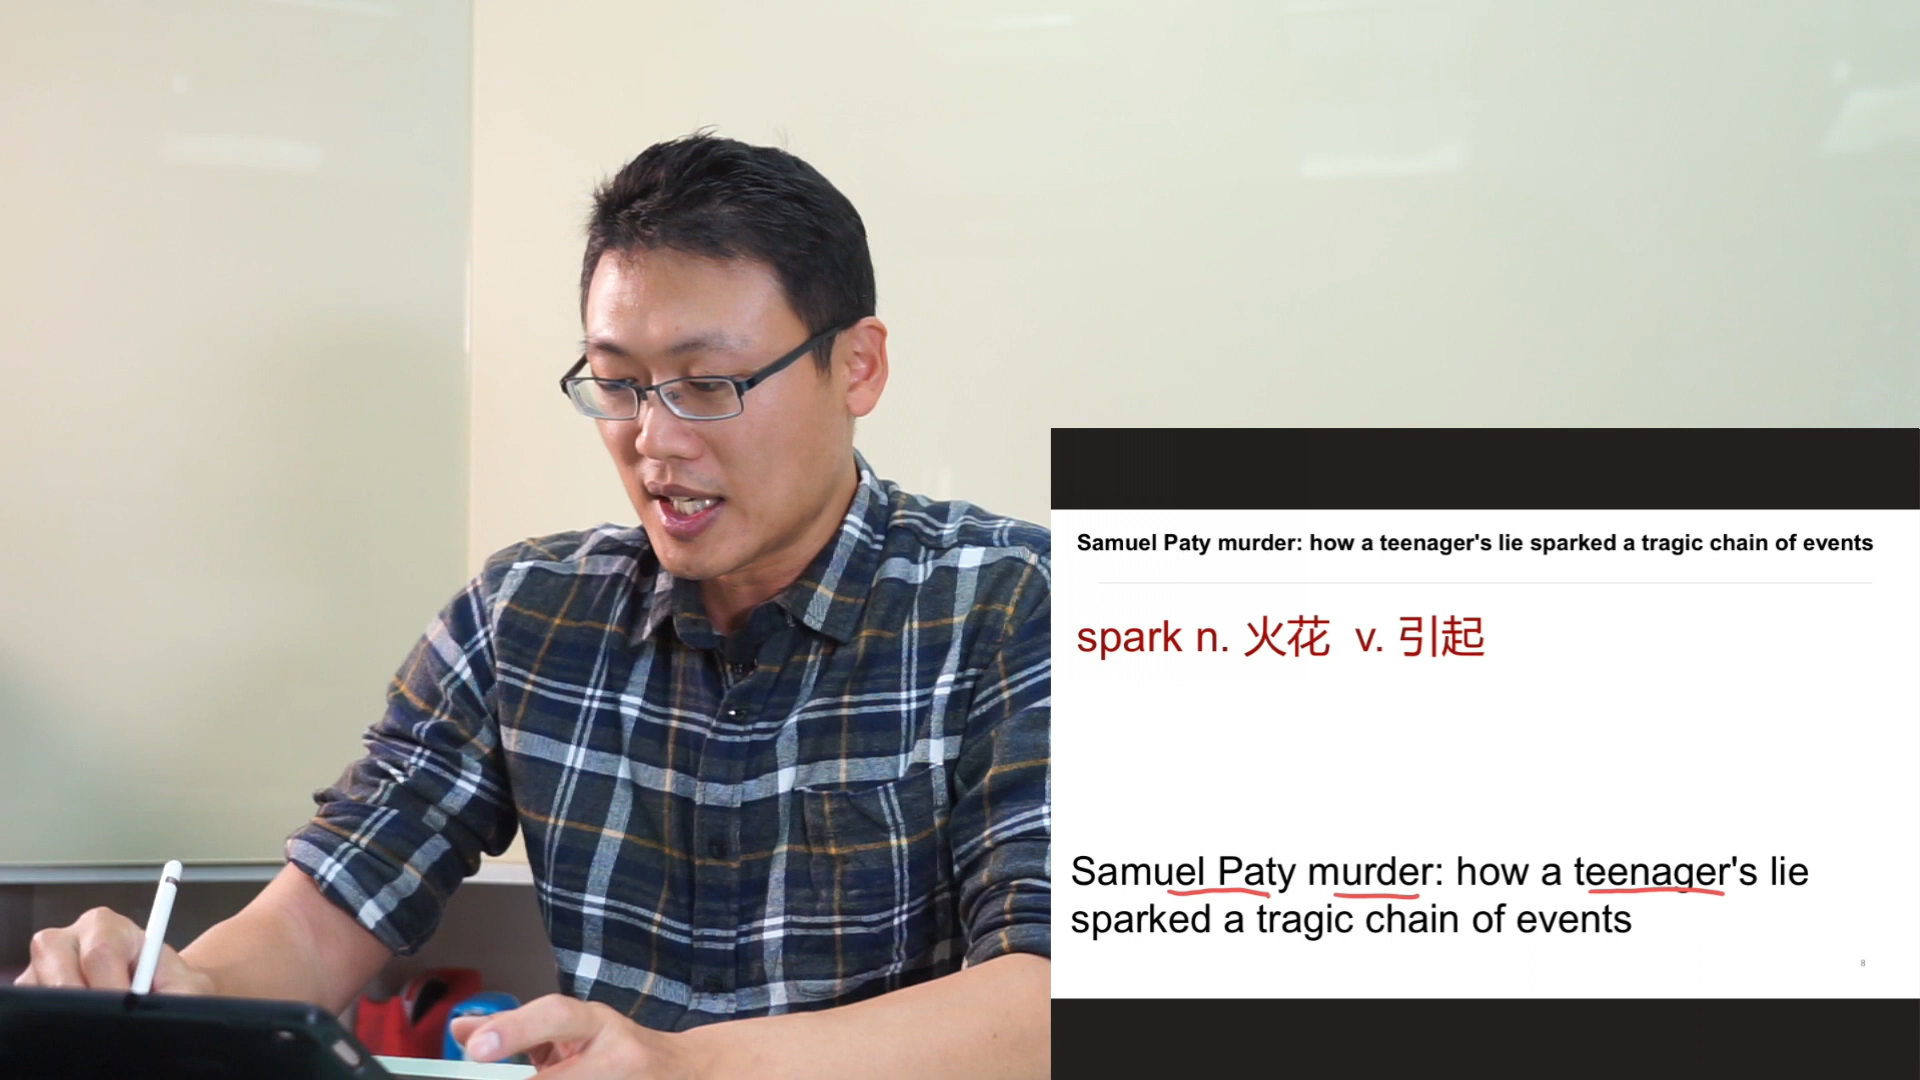 Samuel Paty murder: how a teenager's lie sparked a tragic chain of events
spark n. 火花 v. 引起
Samuel Paty murder: how a teenager's lie
sparked a tragic chain of events
8